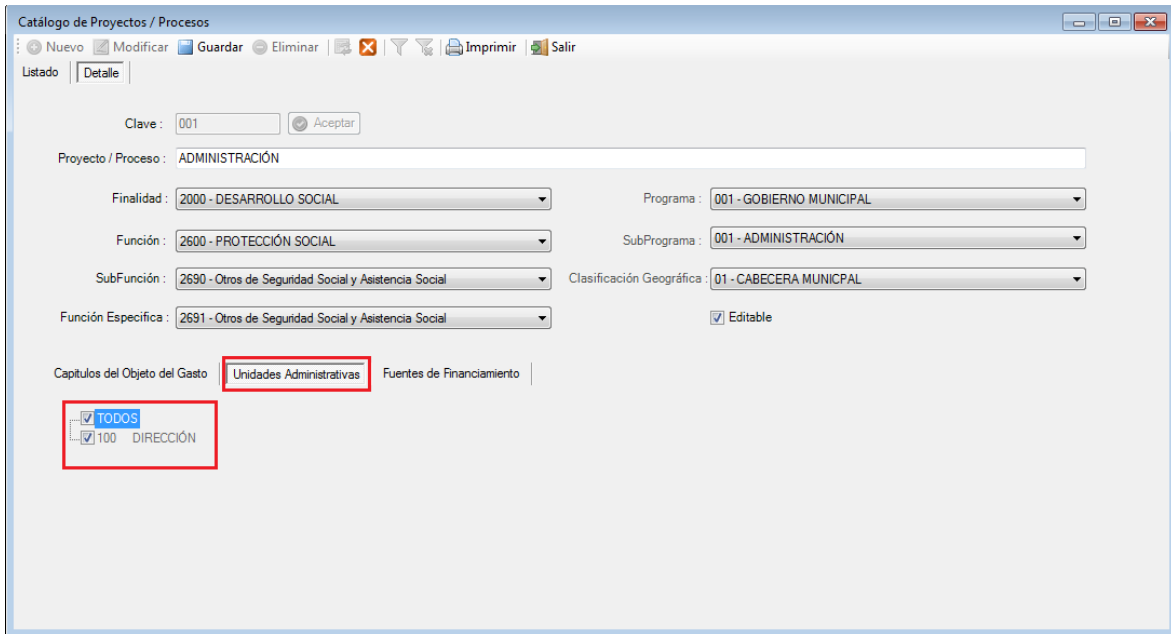 Catálogo de Proyectos / Procesos
Nuevo Modificar Guardar Eliminar Imprimir Salir
Listado Detalle
Clave : 001 Aceptar
Proyecto / Proceso : ADMINISTRACIÓN
Finalidad : 2000 - DESARROLLO SOCIAL Programa : 001 - GOBIERNO MUNICIPAL
Función : 2600 - PROTECCIÓN SOCIAL SubPrograma : 001 - ADMINISTRACIÓN
SubFunción : 2690 - Otros de Seguridad Social y Asistencia Social Clasificación Geográfica : 01 - CABECERA MUNICPAL
Función Especifica : 2691 - Otros de Seguridad Social y Asistencia Social Editable
Capitulos del Objeto del Gasto Unidades Administrativas Fuentes de Financiamiento
TODOS
100 DIRECCIÓN